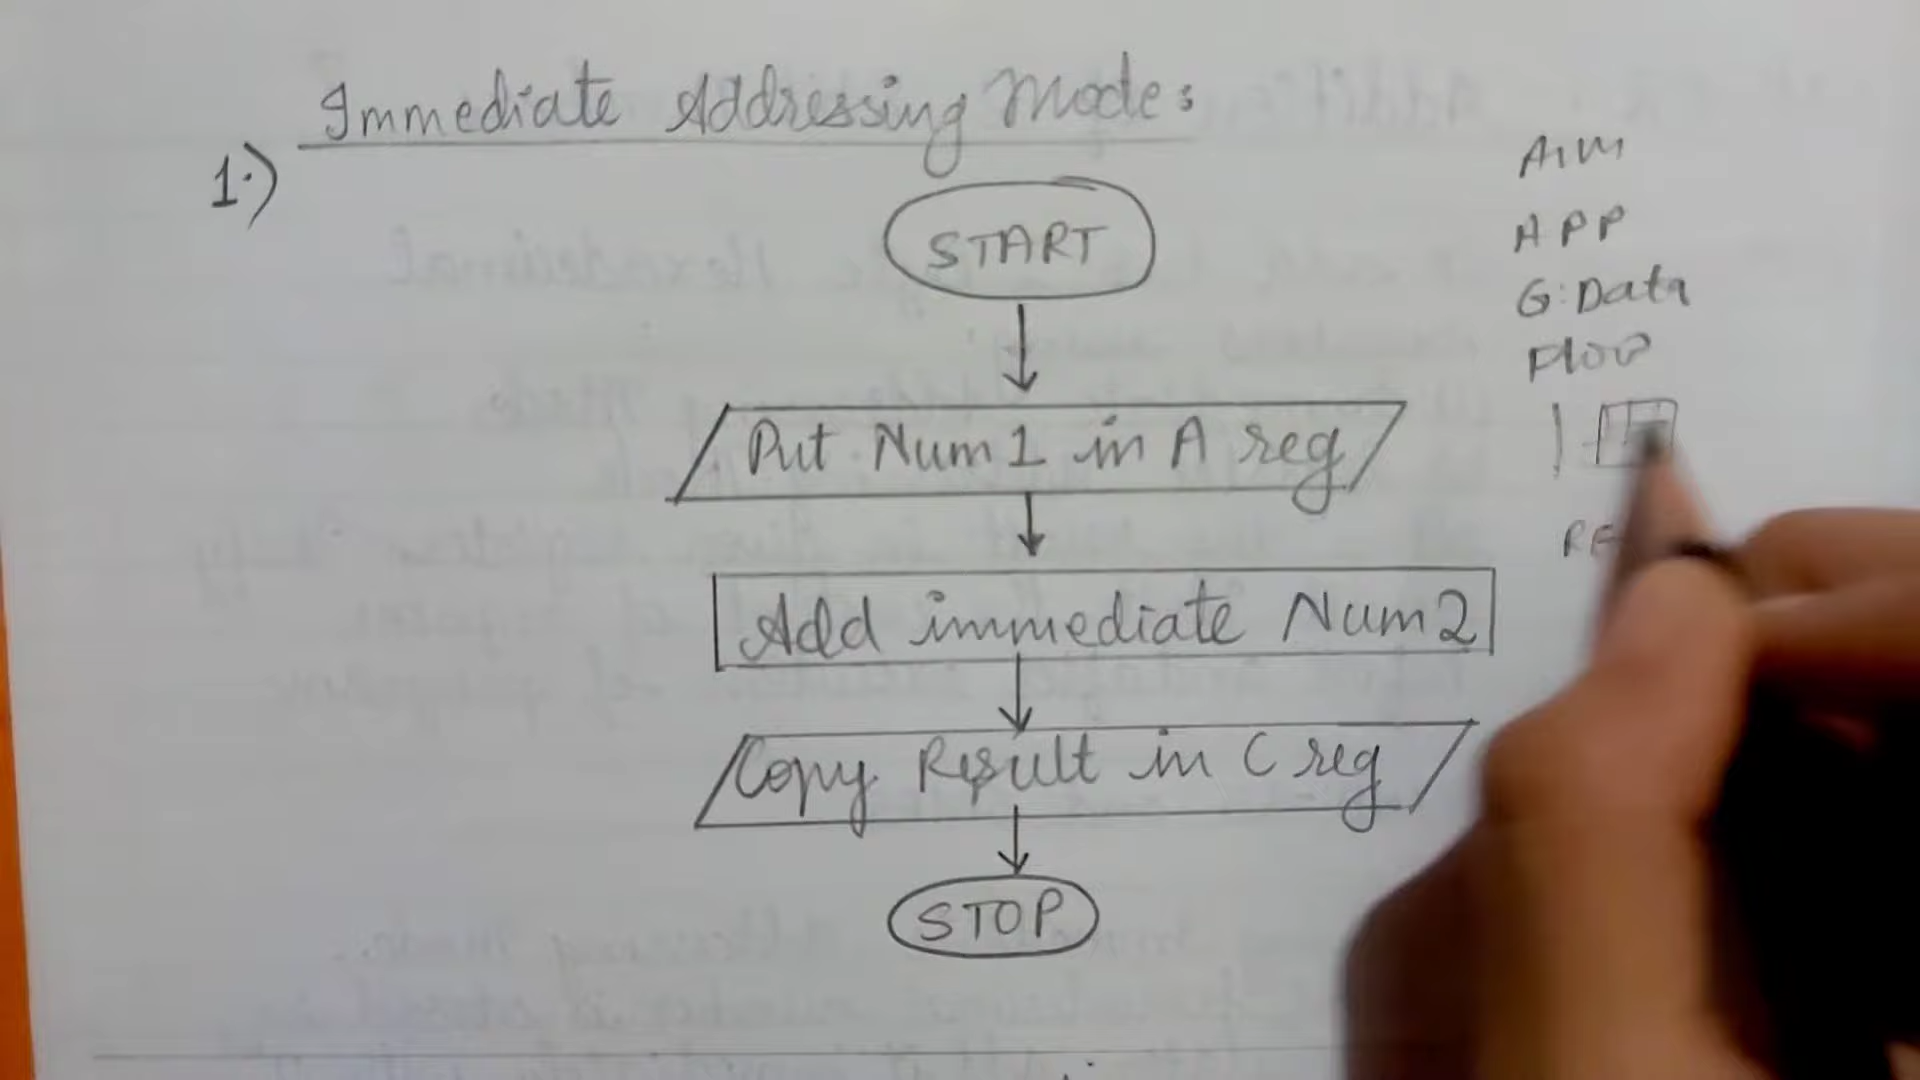 Immediate Addressing Mode:
1.)
START
Put Num1 in A reg
Add immediate Num2
Copy Result in C reg
STOP
Aim
APP
G:Data
Flow